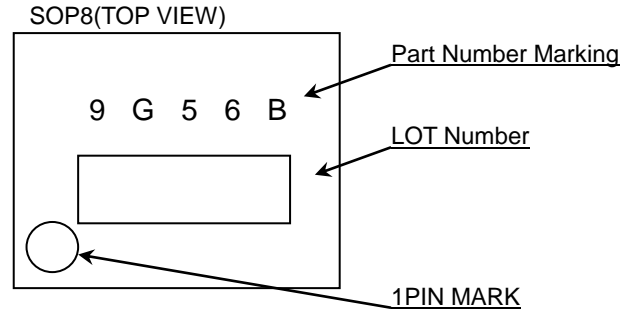 SOP8(TOP VIEW)
Part Number Marking
9 G 5 6 B
LOT Number
1PIN MARK